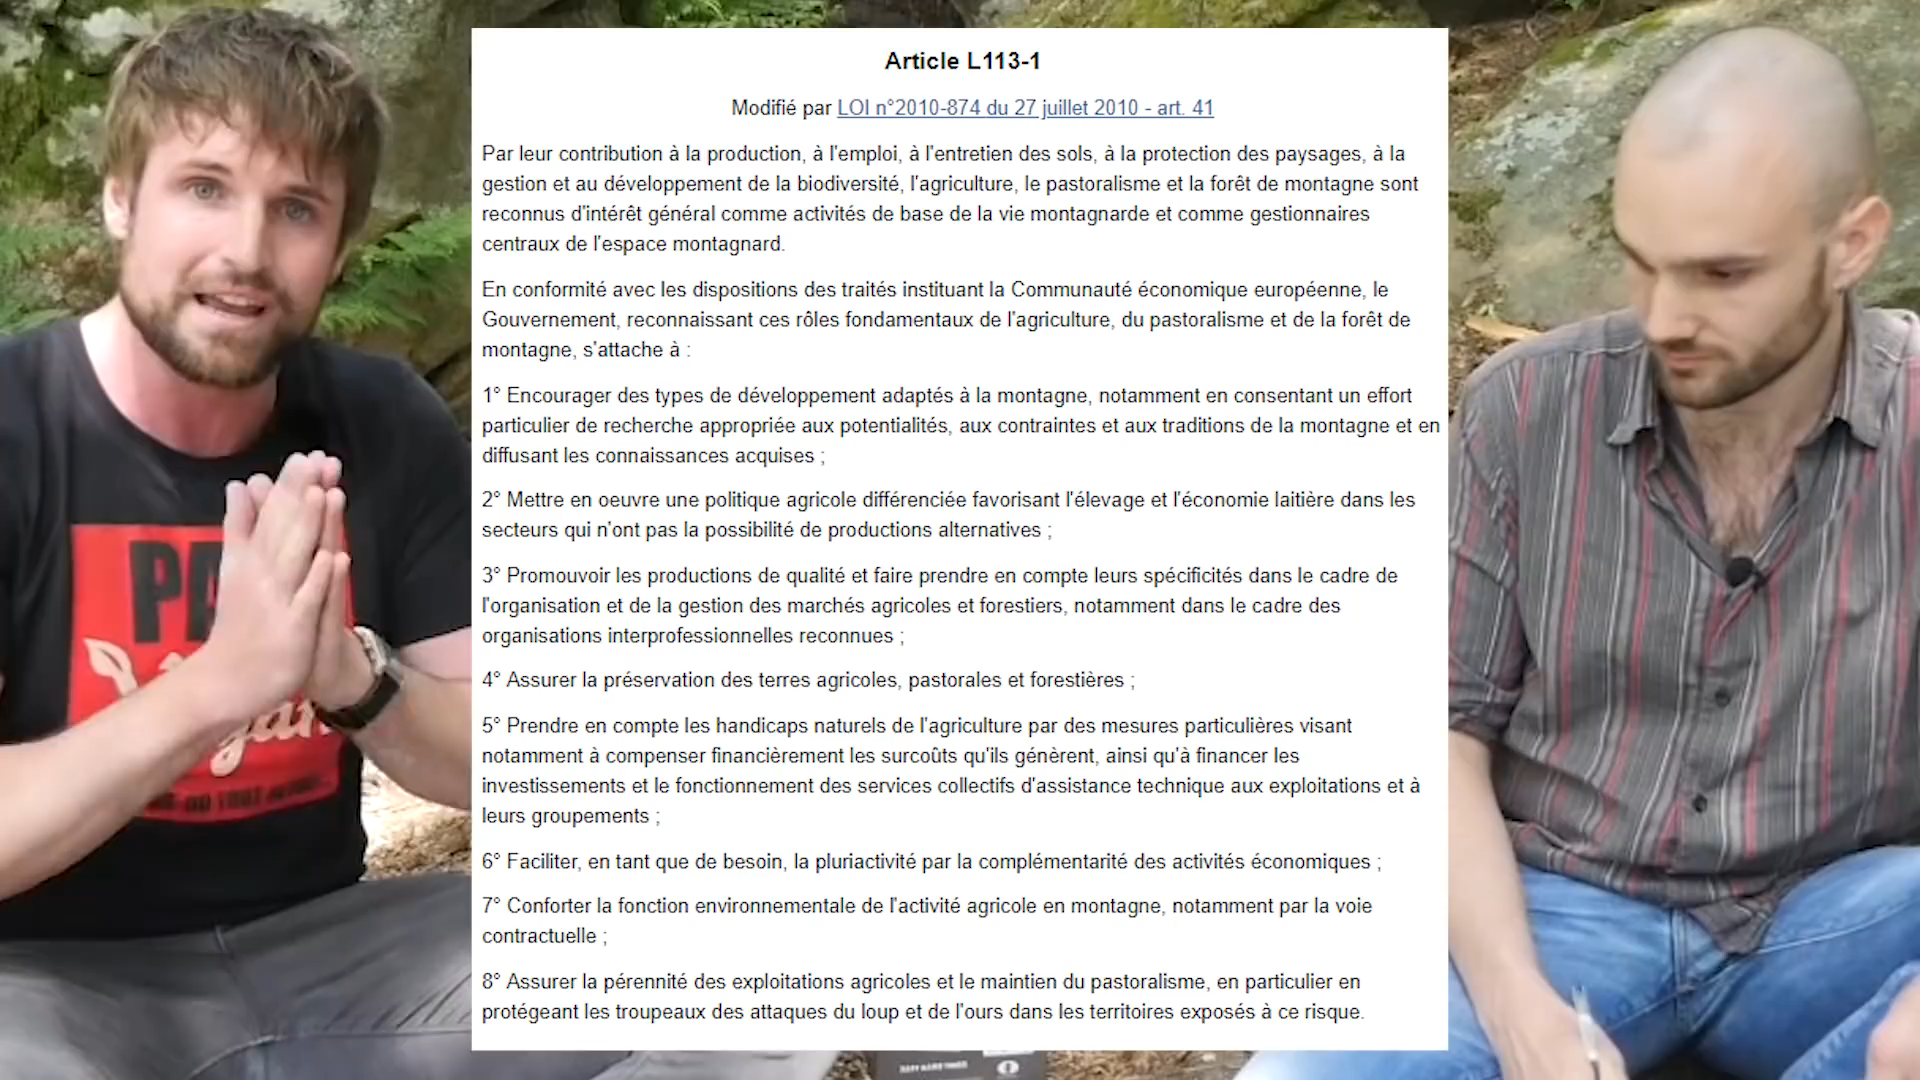 Article L113-1
Modifié par LOI n°2010-874 du 27 juillet 2010 - art. 41
Par leur contribution à la production, à l'emploi, à l'entretien des sols, à la protection des paysages, à la
gestion et au développement de la biodiversité, l'agriculture, le pastoralisme et la forêt de montagne sont
reconnus d'intérêt général comme activités de base de la vie montagnarde et comme gestionnaires
centraux de l'espace montagnard.
En conformité avec les dispositions des traités instituant la Communauté économique européenne, le
Gouvernement, reconnaissant ces rôles fondamentaux de l'agriculture, du pastoralisme et de la forêt de
montagne, s'attache à :
1° Encourager des types de développement adaptés à la montagne, notamment en consentant un effort
particulier de recherche appropriée aux potentialités, aux contraintes et aux traditions de la montagne et en
diffusant les connaissances acquises ;
2° Mettre en oeuvre une politique agricole différenciée favorisant l'élevage et l'économie laitière dans les
secteurs qui n'ont pas la possibilité de productions alternatives ;
3° Promouvoir les productions de qualité et faire prendre en compte leurs spécificités dans le cadre de
l'organisation et de la gestion des marchés agricoles et forestiers, notamment dans le cadre des
organisations interprofessionnelles reconnues ;
4° Assurer la préservation des terres agricoles, pastorales et forestières ;
5° Prendre en compte les handicaps naturels de l'agriculture par des mesures particulières visant
notamment à compenser financièrement les surcoûts qu'ils génèrent, ainsi qu'à financer les
investissements et le fonctionnement des services collectifs d'assistance technique aux exploitations et à
leurs groupements ;
6° Faciliter, en tant que de besoin, la pluriactivité par la complémentarité des activités économiques ;
7° Conforter la fonction environnementale de l'activité agricole en montagne, notamment par la voie
contractuelle ;
8° Assurer la pérennité des exploitations agricoles et le maintien du pastoralisme, en particulier en
protégeant les troupeaux des attaques du loup et de l'ours dans les territoires exposés à ce risque.